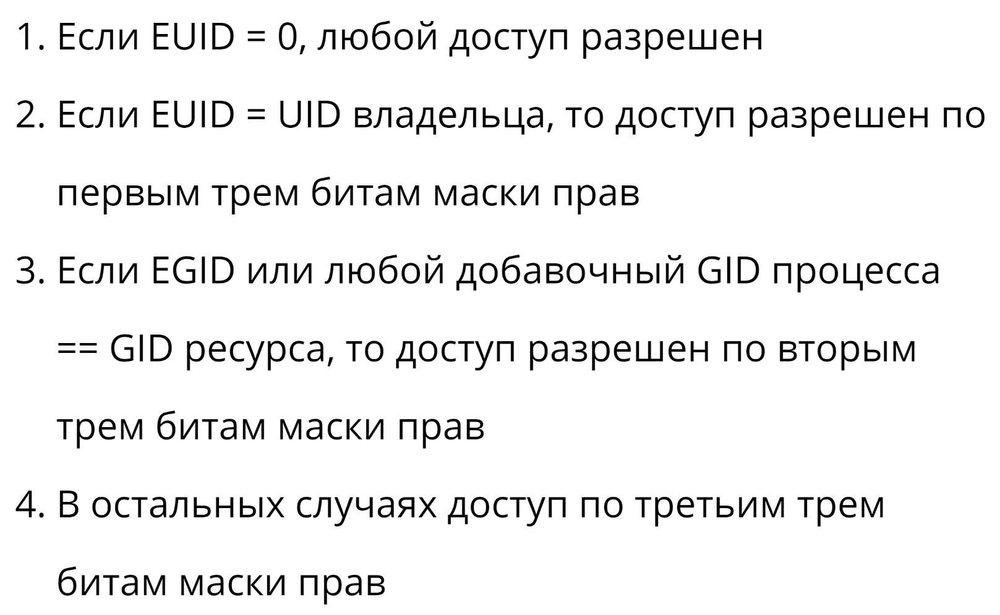 1. Если EUID = 0, любой доступ разрешен
2. Если EUID = UID владельца, то доступ разрешен по
первым трем битам маски прав
3. Если EGID или любой добавочный GID процесса
== GID ресурса, то доступ разрешен по вторым
трем битам маски прав
4. В остальных случаях доступ по третьим трем
битам маски прав